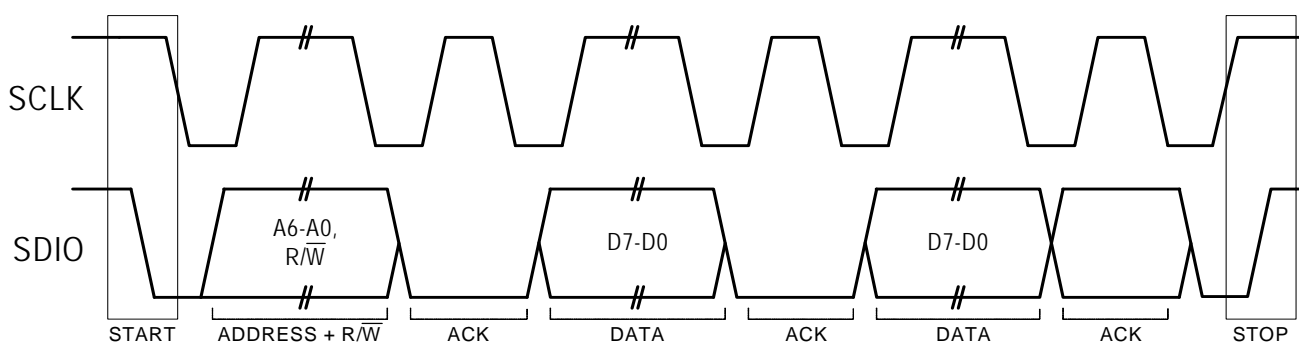 SCLK
SDIO
A6-A0,
R/W̅
D7-D0
D7-D0
START
ADDRESS + R/W̅
ACK
DATA
ACK
DATA
ACK
STOP